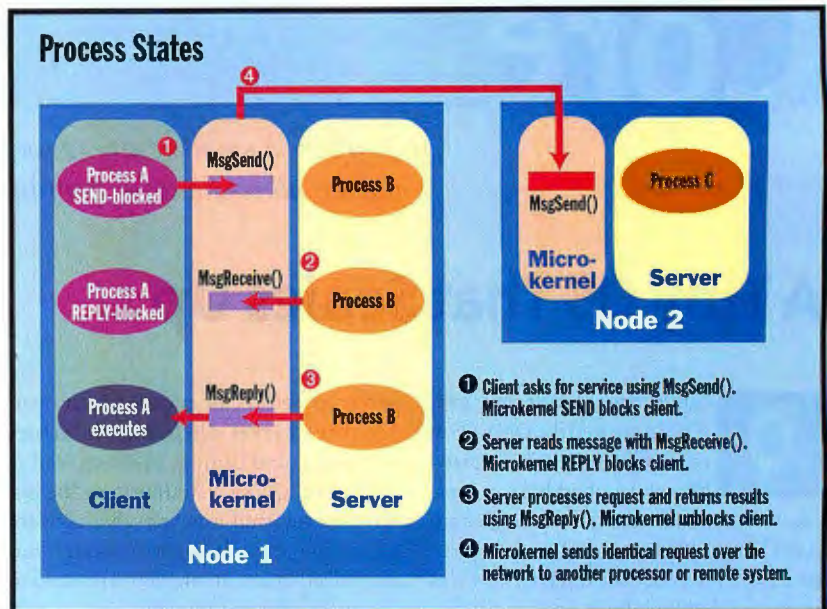 Process States
4
1
MsgSend()
Process A
SEND-blocked
Process B
2
MsgReceive()
Process A
REPLY-blocked
Process B
3
MsgReply()
Process A
executes
Process B
Client
Micro-
kernel
Server
Node 1
MsgSend()
Process C
Micro-
kernel
Server
Node 2
1 Client asks for service using MsgSend().
Microkernel SEND blocks client.
2 Server reads message with MsgReceive().
Microkernel REPLY blocks client.
3 Server processes request and returns results
using MsgReply(). Microkernel unblocks client.
4 Microkernel sends identical request over the
network to another processor or remote system.